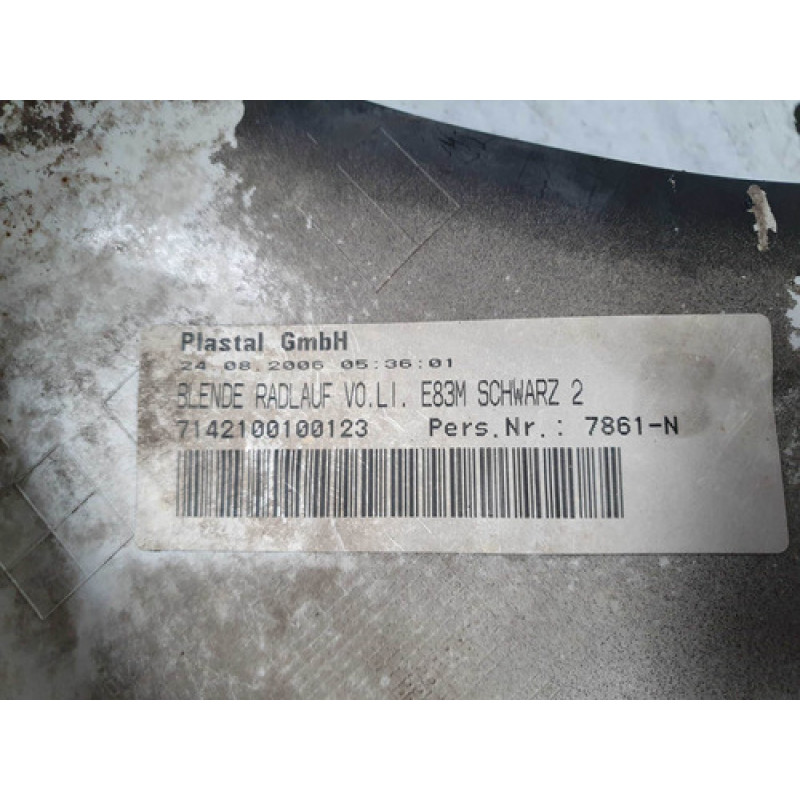 Plastal GmbH
24.08.2006 05:36:01
BLENDE RADLAUF VO.LI. E83M SCHWARZ 2
7142100100123 Pers.Nr.: 7861-N